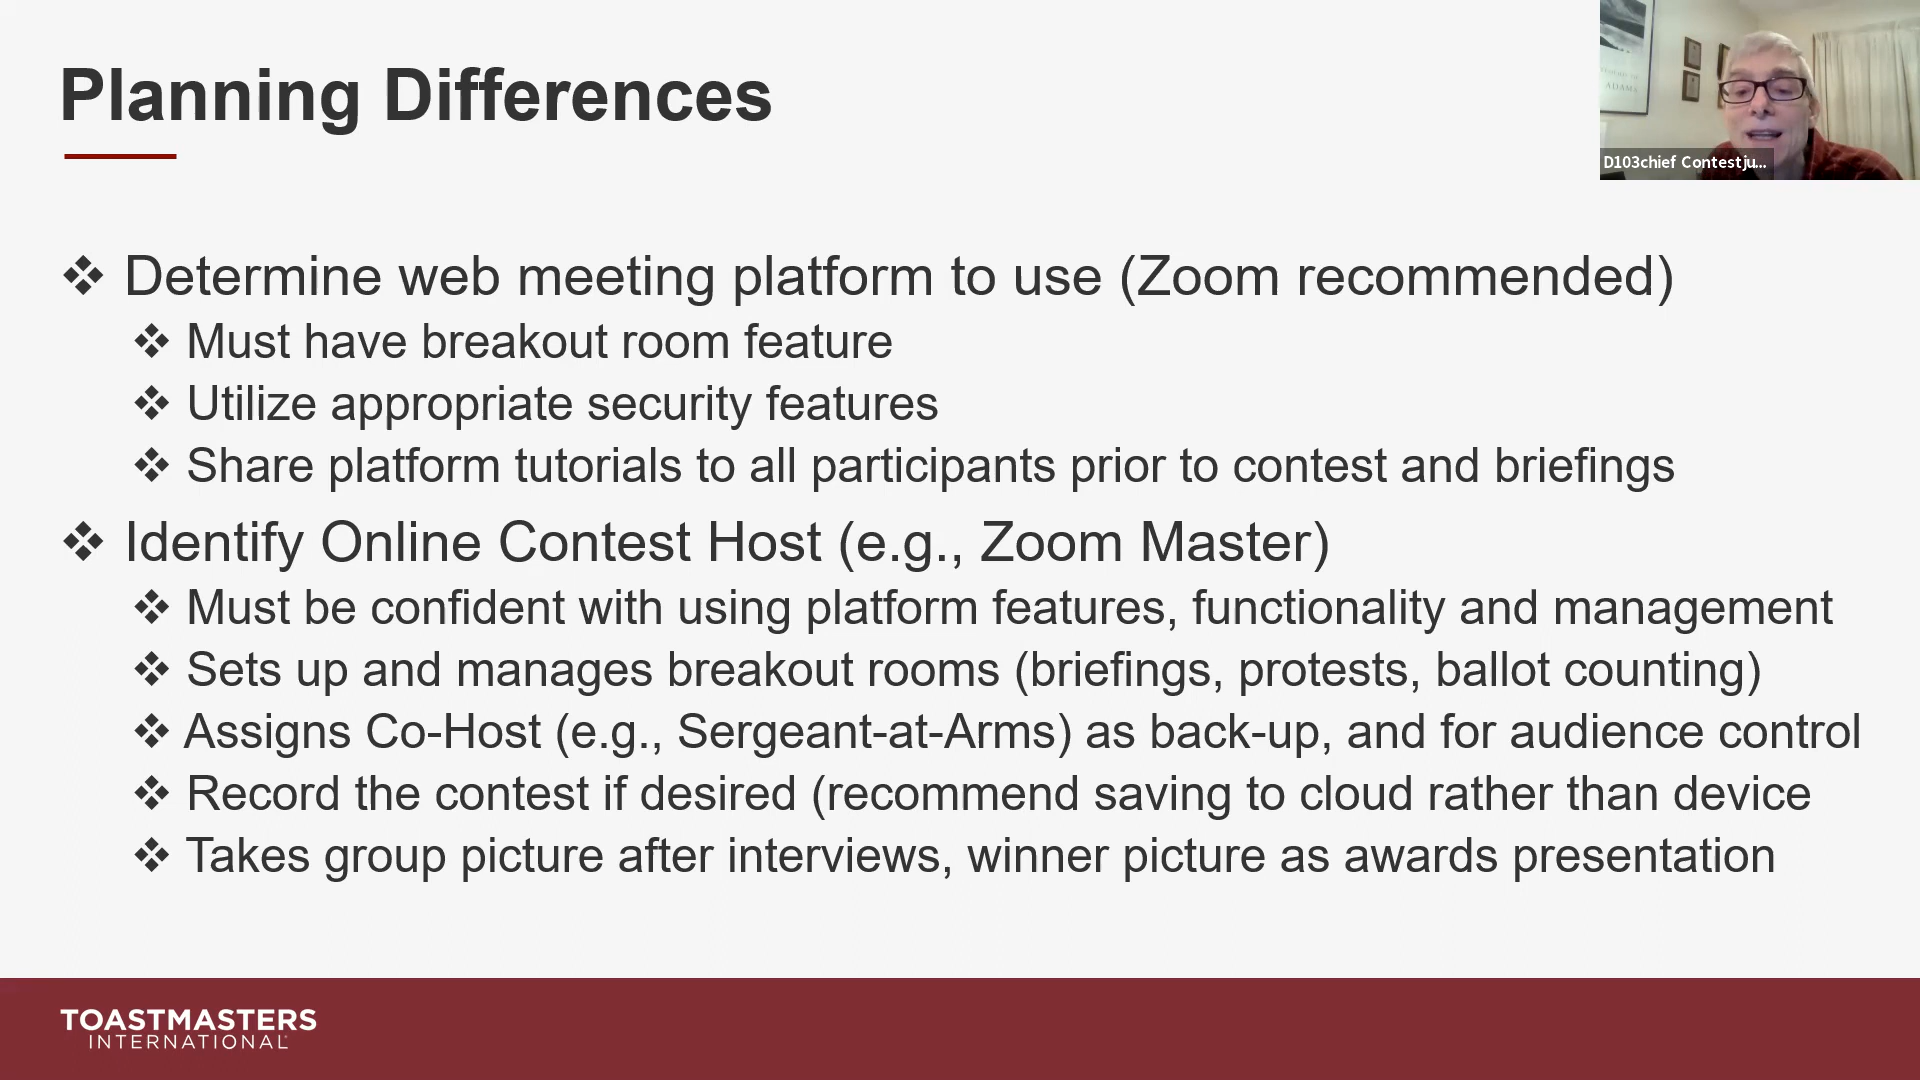 Planning Differences
D103chief Contestju...
ADAMA
❖ Determine web meeting platform to use (Zoom recommended)
❖ Must have breakout room feature
❖ Utilize appropriate security features
❖ Share platform tutorials to all participants prior to contest and briefings
❖ Identify Online Contest Host (e.g., Zoom Master)
❖ Must be confident with using platform features, functionality and management
❖ Sets up and manages breakout rooms (briefings, protests, ballot counting)
❖ Assigns Co-Host (e.g., Sergeant-at-Arms) as back-up, and for audience control
❖ Record the contest if desired (recommend saving to cloud rather than device
❖ Takes group picture after interviews, winner picture as awards presentation
TOASTMASTERS
INTERNATIONAL